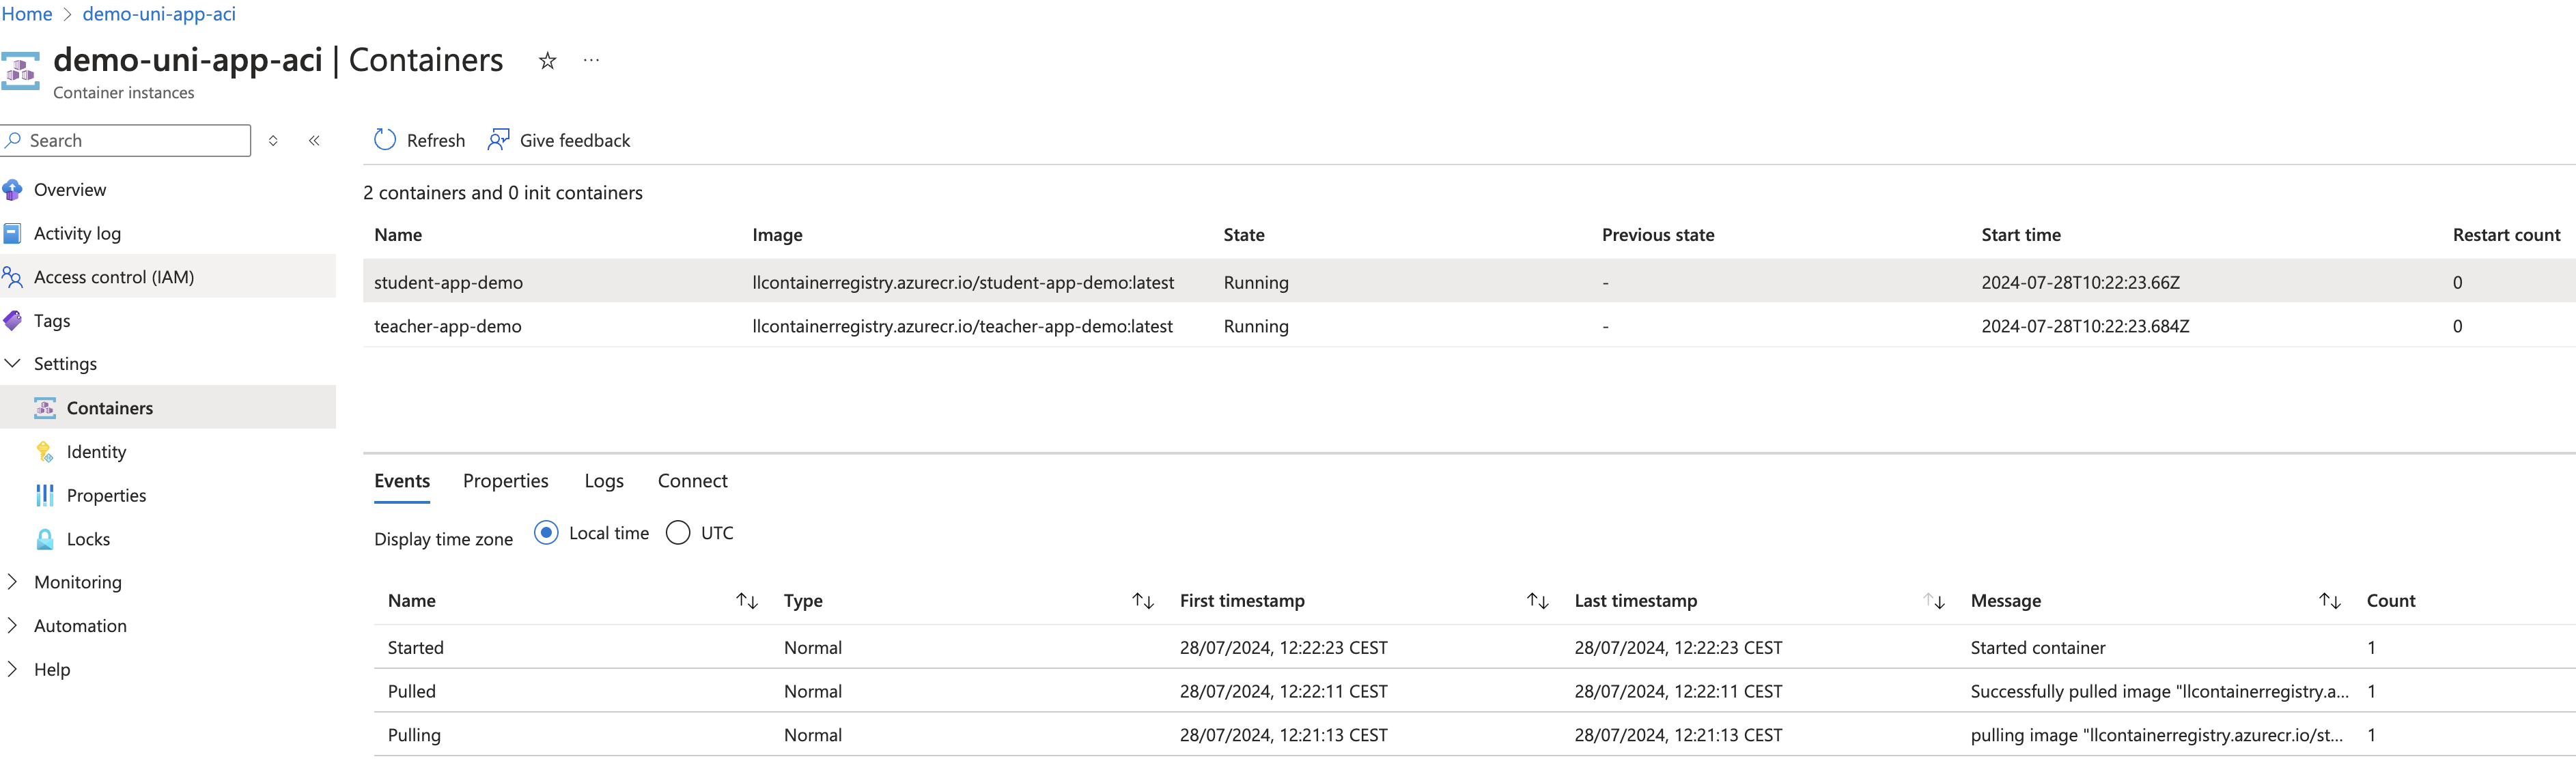 Home > demo-uni-app-aci
demo-uni-app-aci | Containers
Container instances
Search
Refresh Give feedback
Overview
Activity log
Access control (IAM)
Tags
Settings
Containers
Identity
Properties
Locks
Monitoring
Automation
Help
2 containers and 0 init containers
Name Image State Previous state Start time Restart count
student-app-demo llcontainerregistry.azurecr.io/student-app-demo:latest Running - 2024-07-28T10:22:23.66Z 0
teacher-app-demo llcontainerregistry.azurecr.io/teacher-app-demo:latest Running - 2024-07-28T10:22:23.684Z 0
Events Properties Logs Connect
Display time zone Local time UTC
Name Type First timestamp Last timestamp Message Count
Started Normal 28/07/2024, 12:22:23 CEST 28/07/2024, 12:22:23 CEST Started container 1
Pulled Normal 28/07/2024, 12:22:11 CEST 28/07/2024, 12:22:11 CEST Successfully pulled image "llcontainerregistry.a... 1
Pulling Normal 28/07/2024, 12:21:13 CEST 28/07/2024, 12:21:13 CEST pulling image "llcontainerregistry.azurecr.io/st... 1